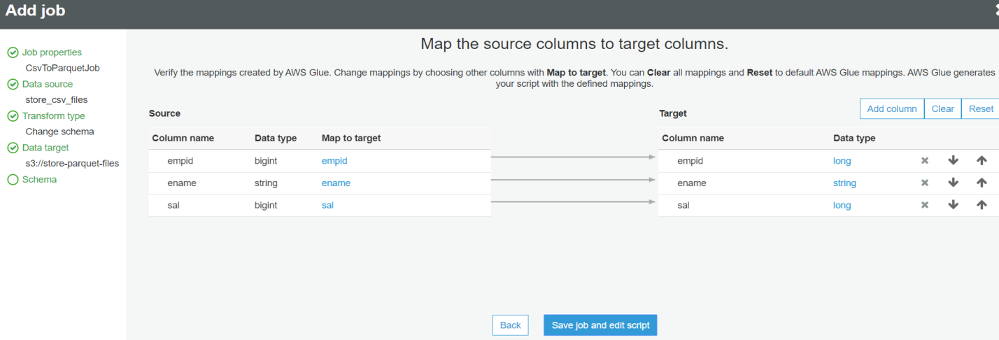 Add job
Job properties
CsvToParquetJob
Data source
store_csv_files
Transform type
Change schema
Data target
s3://store-parquet-files
Schema
Map the source columns to target columns.
Verify the mappings created by AWS Glue. Change mappings by choosing other columns with Map to target. You can Clear all mappings and Reset to default AWS Glue mappings. AWS Glue generates
your script with the defined mappings.
Add column Clear Reset
Source Target
Column name Data type Map to target Column name Data type
empid bigint empid empid long
ename string ename ename string
sal bigint sal sal long
Back Save job and edit script